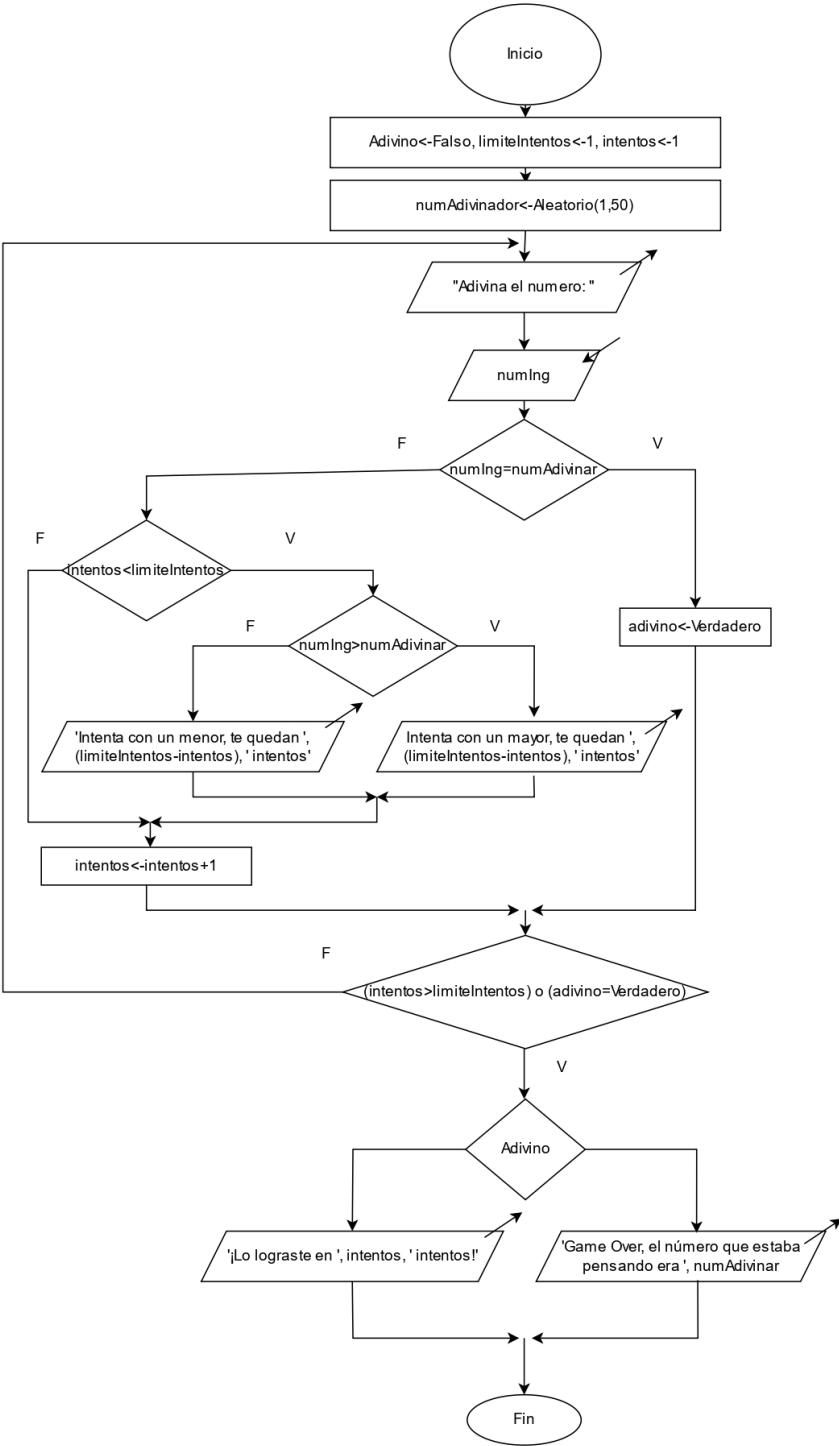 Inicio
Adivino<-Falso, limiteIntentos<-1, intentos<-1
numAdivinador<-Aleatorio(1,50)
"Adivina el numero: "
numIng
F
V
numIng=numAdivinar
F
V
intentos<limiteIntentos
F
V
numIng>numAdivinar
adivino<-Verdadero
'Intenta con un menor, te quedan ',
(limiteIntentos-intentos), ' intentos'
Intenta con un mayor, te quedan ',
(limiteIntentos-intentos), ' intentos'
intentos<-intentos+1
F
(intentos>limiteIntentos) o (adivino=Verdadero)
V
Adivino
'¡Lo lograste en ', intentos, ' intentos!'
'Game Over, el número que estaba
pensando era ', numAdivinar
Fin